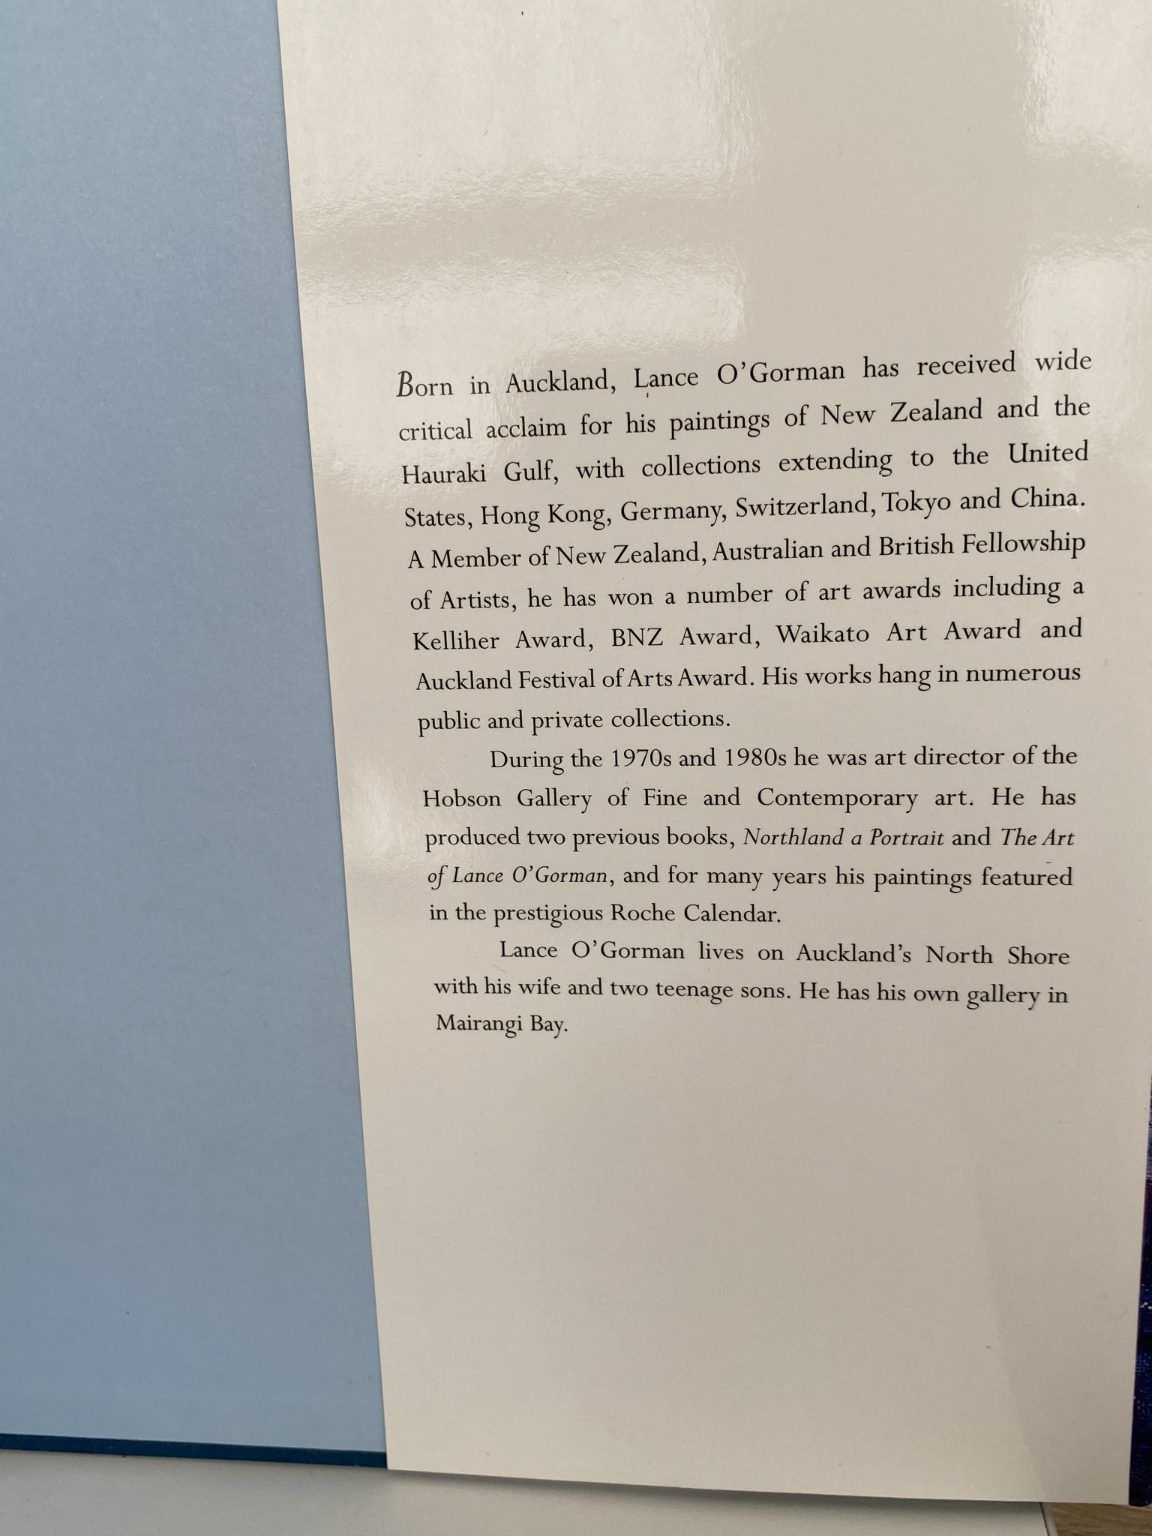 Born in Auckland, Lance O'Gorman has received wide
critical acclaim for his paintings of New Zealand and the
Hauraki Gulf, with collections extending to the United
States, Hong Kong, Germany, Switzerland, Tokyo and China.
A Member of New Zealand, Australian and British Fellowship
of Artists, he has won a number of art awards including a
Kelliher Award, BNZ Award, Waikato Art Award and
Auckland Festival of Arts Award. His works hang in numerous
public and private collections.
During the 1970s and 1980s he was art director of the
Hobson Gallery of Fine and Contemporary art. He has
produced two previous books, Northland a Portrait and The Art
of Lance O'Gorman, and for many years his paintings featured
in the prestigious Roche Calendar.
Lance O'Gorman lives on Auckland's North Shore
with his wife and two teenage sons. He has his own gallery in
Mairangi Bay.